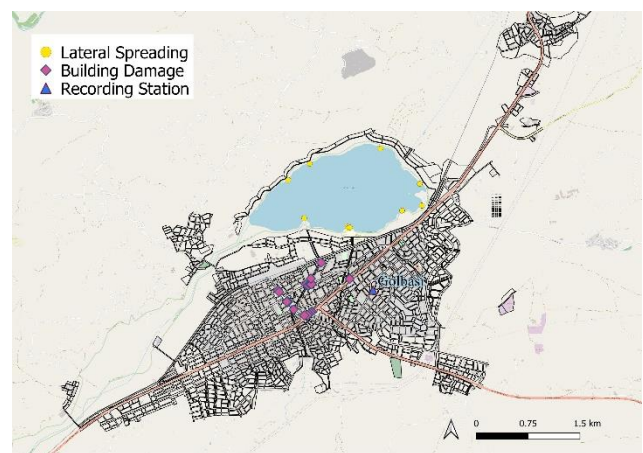 Lateral Spreading
Building Damage
Recording Station
Gölbaşı
0 0.75 1.5 km